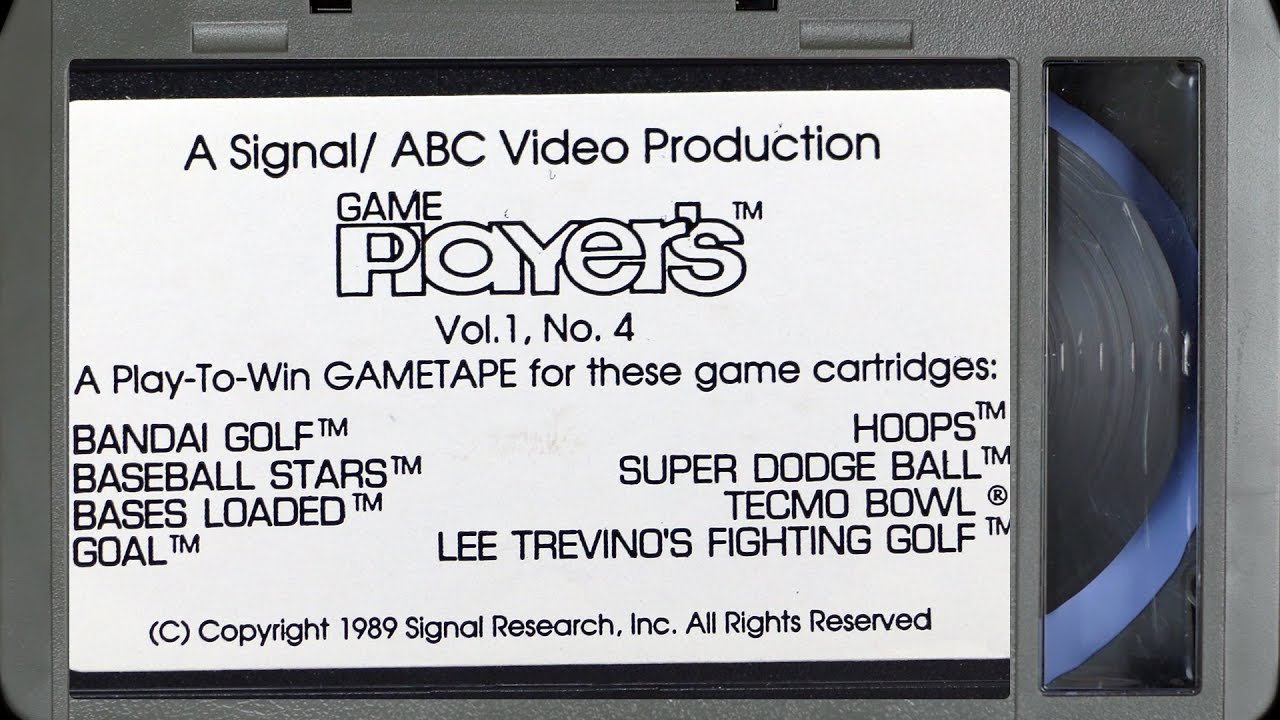 A Signal/ ABC Video Production
GAME
Player's™
Vol.1, No. 4
A Play-To-Win GAMETAPE for these game cartridges:
BANDAI GOLF™
BASEBALL STARS™
BASES LOADED™
GOAL™
HOOPS™
SUPER DODGE BALL™
TECMO BOWL ®
LEE TREVINO'S FIGHTING GOLF ™
(C) Copyright 1989 Signal Research, Inc. All Rights Reserved